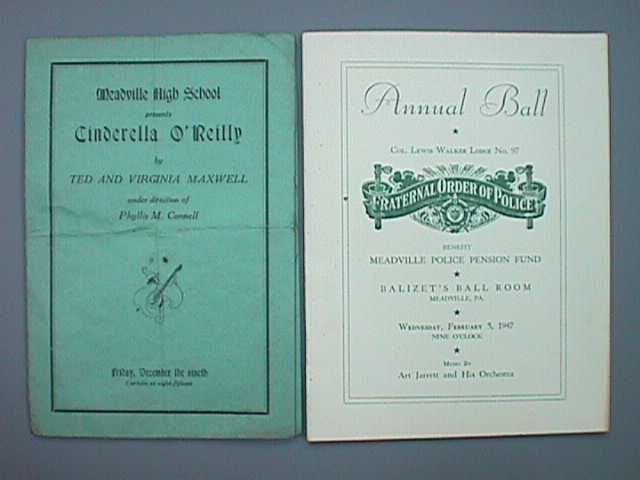 Meadville High School
presents
Cinderella O'Reilly
by
TED AND VIRGINIA MAXWELL
under direction of
Phyllis M. Connell
Friday, December the ninth
Curtain at eight-fifteen
Annual Ball
COL. LEWIS WALKER LODGE NO. 97
FRATERNAL ORDER OF POLICE
BENEFIT
MEADVILLE POLICE PENSION FUND
BALIZET'S BALL ROOM
MEADVILLE, PA.
WEDNESDAY, FEBRUARY 5, 1947
NINE O'CLOCK
MUSIC BY
Art Jarrett and His Orchestra